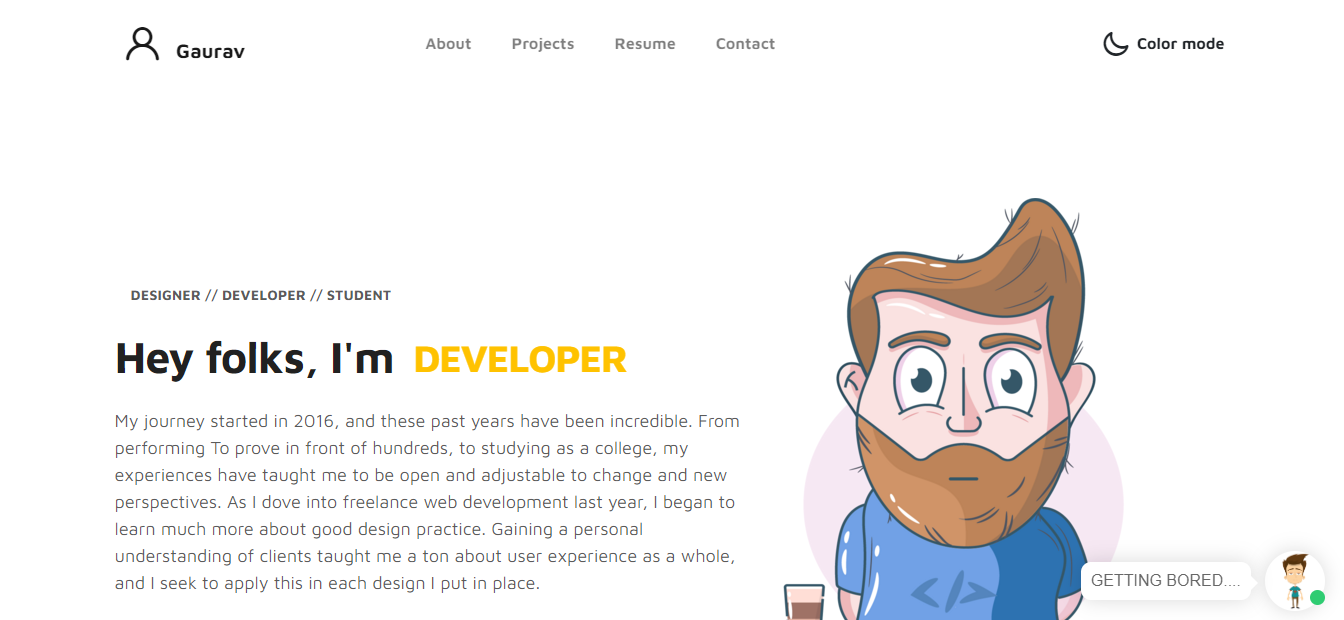 Gaurav
About Projects Resume Contact
Color mode
DESIGNER // DEVELOPER // STUDENT
Hey folks, I'm DEVELOPER
My journey started in 2016, and these past years have been incredible. From
performing To prove in front of hundreds, to studying as a college, my
experiences have taught me to be open and adjustable to change and new
perspectives. As I dove into freelance web development last year, I began to
learn much more about good design practice. Gaining a personal
understanding of clients taught me a ton about user experience as a whole,
and I seek to apply this in each design I put in place.
</>
GETTING BORED....